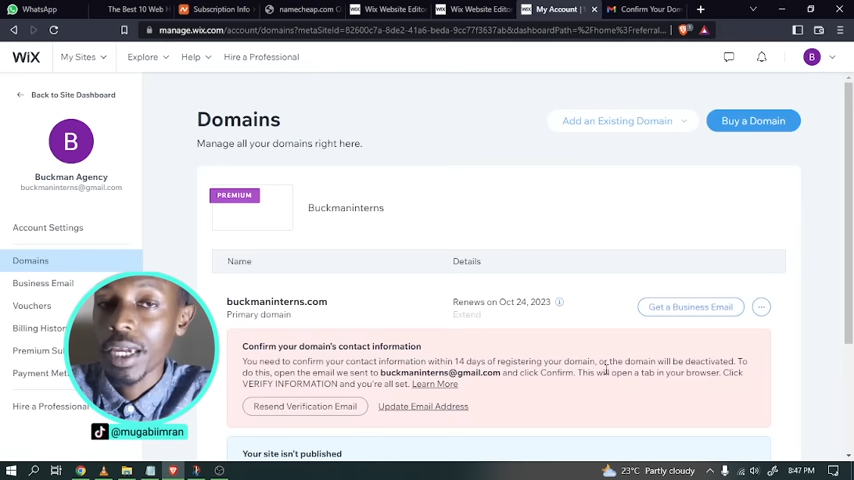 WhatsApp
The Best 10 Web H
Subscription Info
namecheap.com O
Wix Website Editor
Wix Website Editor
My Account |
Confirm Your Dom
manage.wix.com/account/domains?metaSiteId=82600c7a-8de2-41a6-beda-9cc77f3637ab&dashboardPath=%2Fhome%3Freferral...
WiX
My Sites
Explore
Help
Hire a Professional
B
Back to Site Dashboard
B
Buckman Agency
buckmaninterns@gmail.com
Account Settings
Domains
Business Email
Vouchers
Billing Histor
Premium Sub
Payment Met
Hire a Professional
@mugabiimran
Domains
Manage all your domains right here.
Add an Existing Domain
Buy a Domain
PREMIUM
Buckmaninterns
Name
Details
buckmaninterns.com
Primary domain
Renews on Oct 24, 2023
Extend
Get a Business Email
Confirm your domain's contact information
You need to confirm your contact information within 14 days of registering your domain, or the domain will be deactivated. To
do this, open the email we sent to buckmaninterns@gmail.com and click Confirm. This will open a tab in your browser. Click
VERIFY INFORMATION and you're all set. Learn More
Resend Verification Email
Update Email Address
Your site isn't published
23°C Partly cloudy
8:47 PM